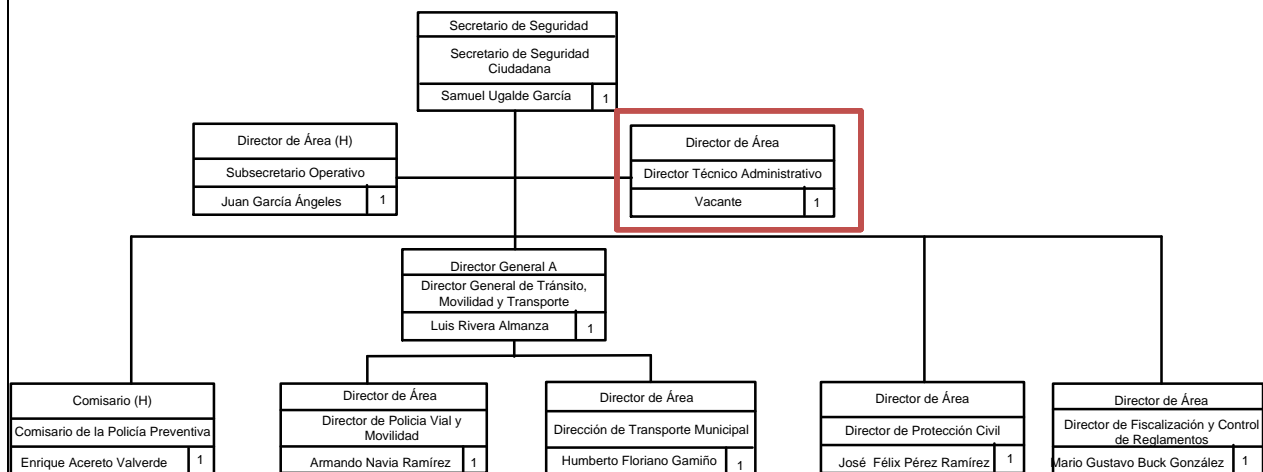 Secretario de Seguridad
Secretario de Seguridad
Ciudadana
Samuel Ugalde García 1
Director de Área (H)
Subsecretario Operativo
Juan García Ángeles 1
Director de Área
Director Técnico Administrativo
Vacante 1
Director General A
Director General de Tránsito,
Movilidad y Transporte
Luis Rivera Almanza 1
Comisario (H)
Comisario de la Policía Preventiva
Enrique Acereto Valverde 1
Director de Área
Director de Policia Vial y
Movilidad
Armando Navia Ramírez 1
Director de Área
Dirección de Transporte Municipal
Humberto Floriano Gamiño 1
Director de Área
Director de Protección Civil
José Félix Pérez Ramírez 1
Director de Área
Director de Fiscalización y Control
de Reglamentos
Mario Gustavo Buck González 1